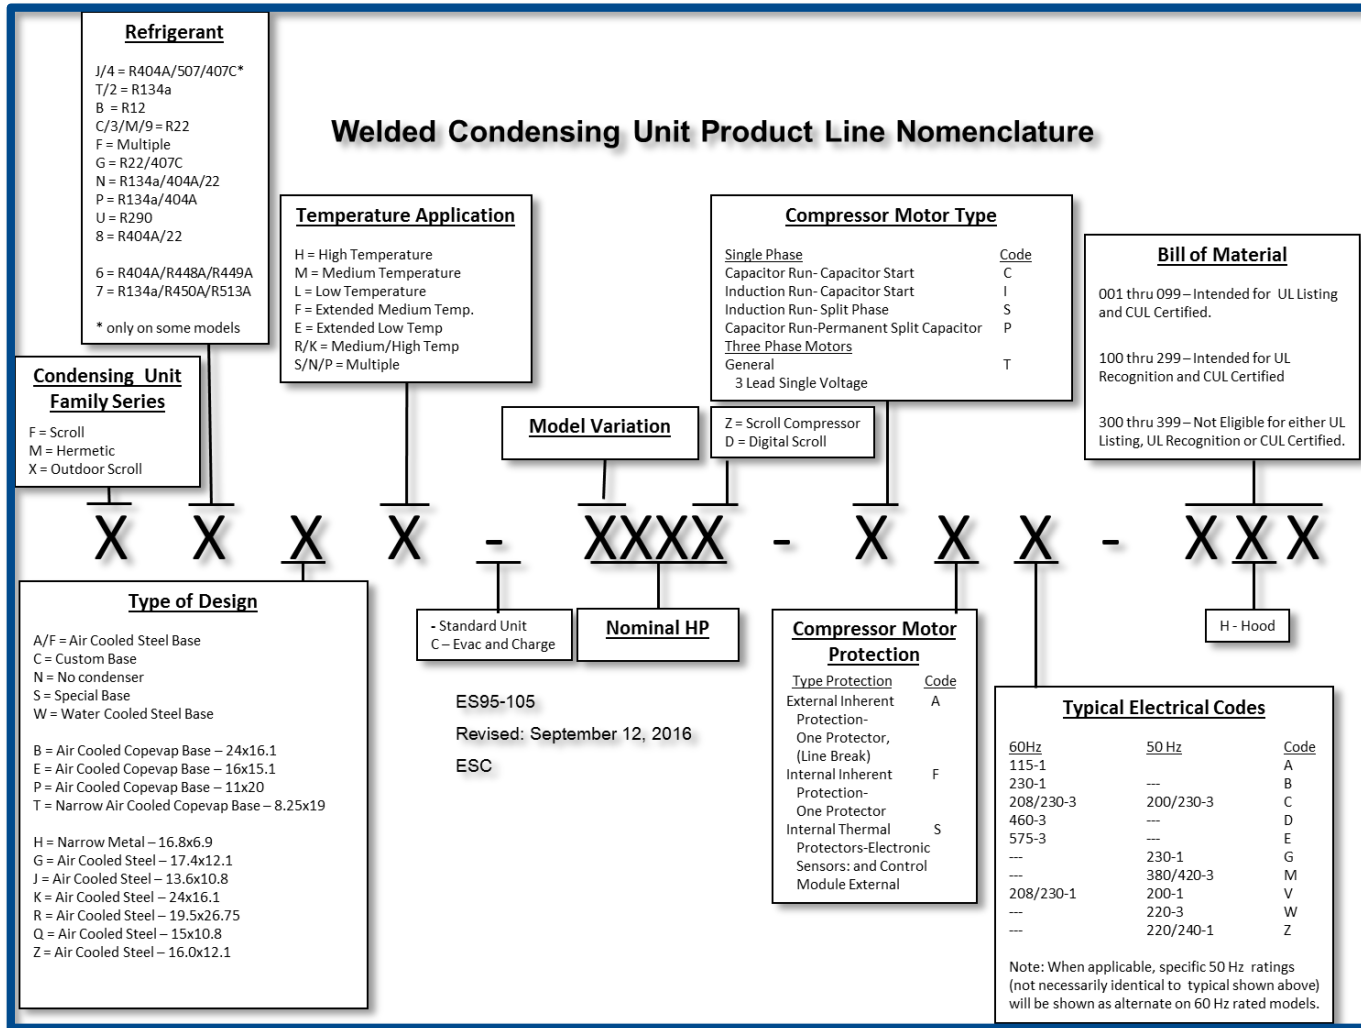 Refrigerant
J/4 = R404A/507/407C*
T/2 = R134a
B = R12
C/3/M/9 = R22
F = Multiple
G = R22/407C
N = R134a/404A/22
P = R134a/404A
U = R290
8 = R404A/22
6 = R404A/R448A/R449A
7 = R134a/R450A/R513A
* only on some models
Welded Condensing Unit Product Line Nomenclature
Condensing Unit
Family Series
F = Scroll
M = Hermetic
X = Outdoor Scroll
Temperature Application
H = High Temperature
M = Medium Temperature
L = Low Temperature
F = Extended Medium Temp.
E = Extended Low Temp
R/K = Medium/High Temp
S/N/P = Multiple
Model Variation
Compressor Motor Type
Single Phase Code
Capacitor Run- Capacitor Start C
Induction Run- Capacitor Start I
Induction Run- Split Phase S
Capacitor Run-Permanent Split Capacitor P
Three Phase Motors
General T
3 Lead Single Voltage
Z = Scroll Compressor
D = Digital Scroll
Bill of Material
001 thru 099 – Intended for UL Listing
and CUL Certified.
100 thru 299 – Intended for UL
Recognition and CUL Certified
300 thru 399 – Not Eligible for either UL
Listing, UL Recognition or CUL Certified.
X X X X - XXXX - X X X - X X X
Type of Design
A/F = Air Cooled Steel Base
C = Custom Base
N = No condenser
S = Special Base
W = Water Cooled Steel Base
B = Air Cooled Copevap Base – 24x16.1
E = Air Cooled Copevap Base – 16x15.1
P = Air Cooled Copevap Base – 11x20
T = Narrow Air Cooled Copevap Base – 8.25x19
H = Narrow Metal – 16.8x6.9
G = Air Cooled Steel – 17.4x12.1
J = Air Cooled Steel – 13.6x10.8
K = Air Cooled Steel – 24x16.1
R = Air Cooled Steel – 19.5x26.75
Q = Air Cooled Steel – 15x10.8
Z = Air Cooled Steel – 16.0x12.1
- Standard Unit
C – Evac and Charge
Nominal HP
ES95-105
Revised: September 12, 2016
ESC
Compressor Motor
Protection
Type Protection Code
External Inherent A
Protection-
One Protector,
(Line Break)
Internal Inherent F
Protection-
One Protector
Internal Thermal S
Protectors-Electronic
Sensors: and Control
Module External
H - Hood
Typical Electrical Codes
60Hz 50 Hz Code
115-1 A
230-1 --- B
208/230-3 200/230-3 C
460-3 --- D
575-3 --- E
--- 230-1 G
--- 380/420-3 M
208/230-1 200-1 V
--- 220-3 W
--- 220/240-1 Z
Note: When applicable, specific 50 Hz ratings
(not necessarily identical to typical shown above)
will be shown as alternate on 60 Hz rated models.